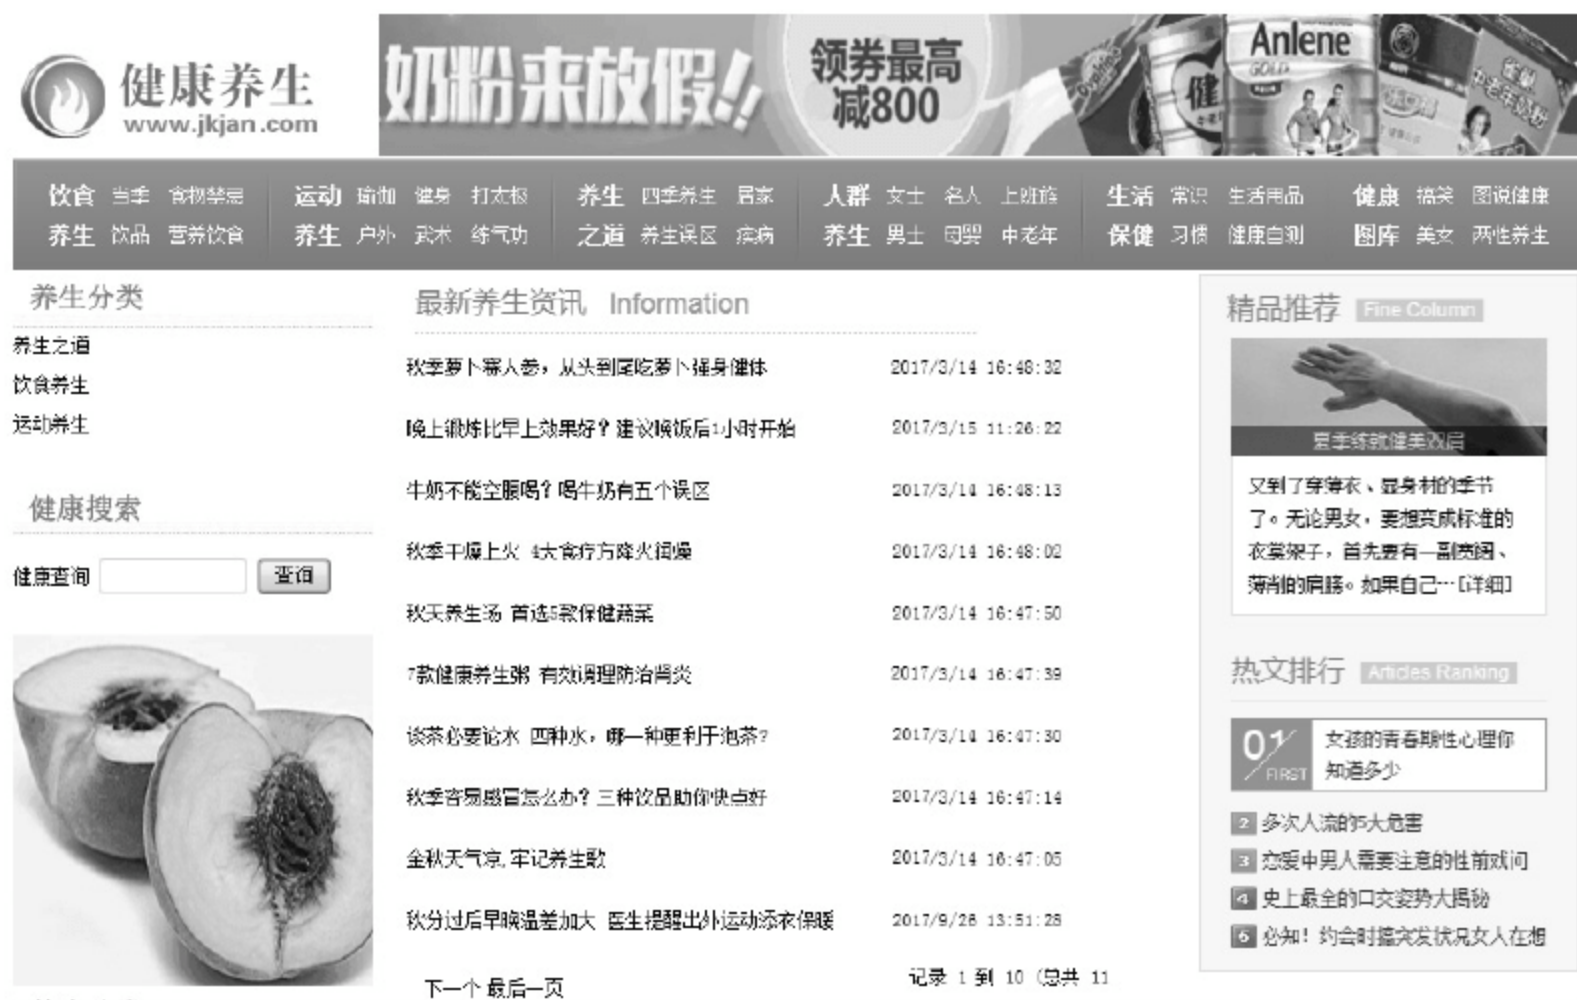 健康养生
www.jkjan.com
奶粉来放假!!
领券最高
减800
Anlene
GOLD
饮食 当季 食物禁忌 运动 瑜伽 健身 打太极 养生 四季养生 居家 人群 女士 名人 上班族 生活 常识 生活用品 健康 搞笑 图说健康
养生 饮品 营养饮食 养生 户外 武术 练气功 之道 养生误区 疾病 养生 男士 母婴 中老年 保健 习惯 健康自测 图库 美女 两性养生
养生分类
养生之道
饮食养生
运动养生
健康搜索
健康查询 查询
最新养生资讯 Information
秋季萝卜赛人参，从头到尾吃萝卜强身健体 2017/3/14 16:48:32
晚上锻炼比早上效果好？建议晚饭后1小时开始 2017/3/15 11:26:22
牛奶不能空腹喝？喝牛奶有五个误区 2017/3/14 16:48:13
秋季干燥上火 4大食疗方降火润燥 2017/3/14 16:48:02
秋天养生汤 首选5款保健蔬菜 2017/3/14 16:47:50
7款健康养生粥 有效调理防治肾炎 2017/3/14 16:47:39
谈茶必要论水 四种水，哪一种更利于泡茶？ 2017/3/14 16:47:30
秋季容易感冒怎么办？三种饮品助你快点好 2017/3/14 16:47:14
金秋天气凉,牢记养生歌 2017/3/14 16:47:05
秋分过后早晚温差加大 医生提醒出外运动添衣保暖 2017/9/26 13:51:28
下一个 最后一页
记录 1 到 10 (总共 11
精品推荐 Fine Column
夏季练就健美双肩
又到了穿薄衣、显身材的季节
了。无论男女，要想变成标准的
衣裳架子，首先要有一副宽阔、
薄削的肩膀。如果自己…[详细]
热文排行 Articles Ranking
01 FIRST
女孩的青春期性心理你
知道多少
2 多次人流的5大危害
3 恋爱中男人需要注意的性前戏问
4 史上最全的口交姿势大揭秘
5 必知！约会时搞突发状况女人在想